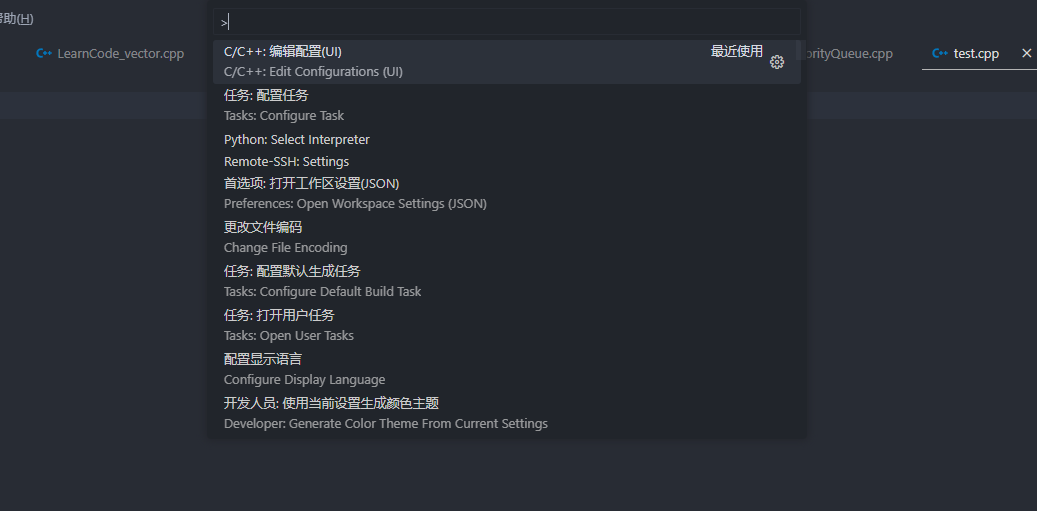 助(H)
>
C/C++: 编辑配置(UI) 最近使用
C/C++: Edit Configurations (UI)
LearnCode_vector.cpp
orityQueue.cpp
test.cpp
任务: 配置任务
Tasks: Configure Task
Python: Select Interpreter
Remote-SSH: Settings
首选项: 打开工作区设置(JSON)
Preferences: Open Workspace Settings (JSON)
更改文件编码
Change File Encoding
任务: 配置默认生成任务
Tasks: Configure Default Build Task
任务: 打开用户任务
Tasks: Open User Tasks
配置显示语言
Configure Display Language
开发人员: 使用当前设置生成颜色主题
Developer: Generate Color Theme From Current Settings